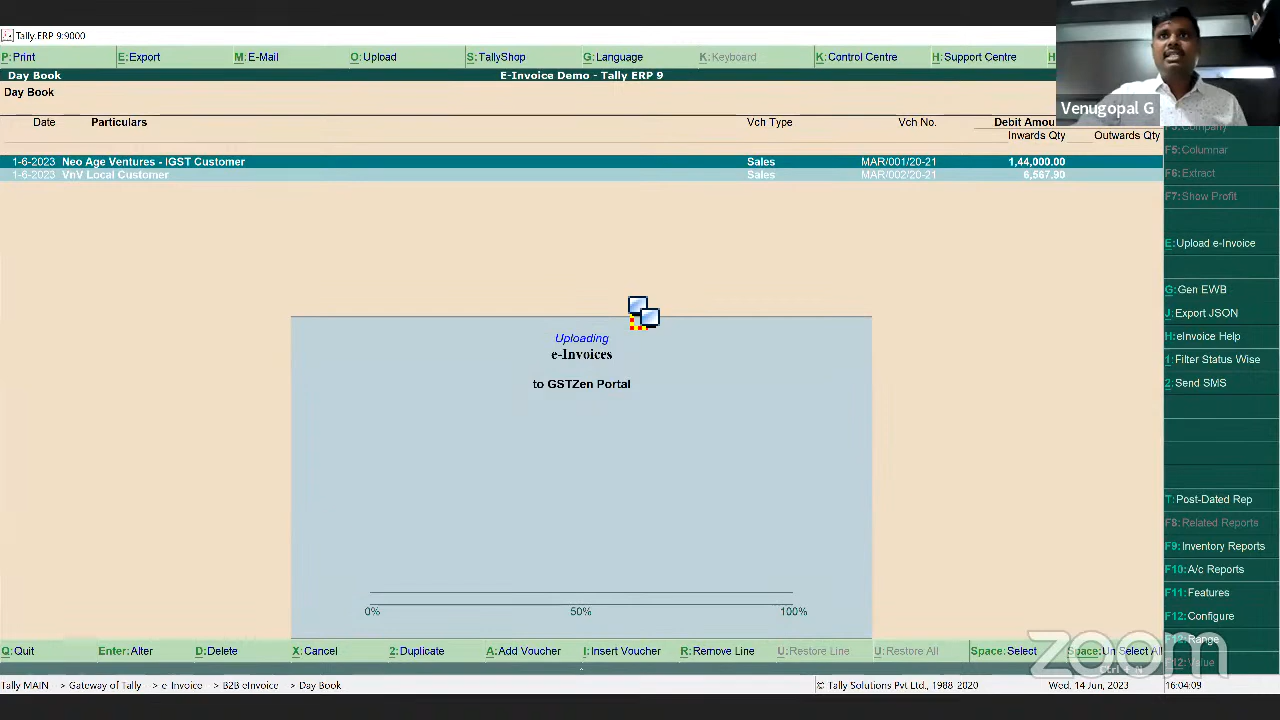 Tally.ERP 9:9000
P:Print E:Export M:E-Mail O:Upload S:TallyShop G:Language K:Keyboard K:Control Centre H:Support Centre H
Day Book E-Invoice Demo - Tally ERP 9
Day Book
Date Particulars Vch Type Vch No. Debit Amou
Inwards Qty Outwards Qty
1-6-2023 Neo Age Ventures - IGST Customer Sales MAR/001/20-21 1,44,000.00
1-6-2023 VnV Local Customer Sales MAR/002/20-21 6,567.90
Venugopal G
F3:Company
F5:Columnar
F6:Extract
F7:Show Profit
E:Upload e-Invoice
G:Gen EWB
J:Export JSON
H:eInvoice Help
1:Filter Status Wise
2:Send SMS
T:Post-Dated Rep
F8:Related Reports
F9:Inventory Reports
F10:A/c Reports
F11:Features
F12:Configure
F12:Range
F12:Value
Uploading
e-Invoices
to GSTZen Portal
0% 50% 100%
Q:Quit Enter:Alter D:Delete X:Cancel 2:Duplicate A:Add Voucher I:Insert Voucher R:Remove Line U:Restore Line U:Restore All Space:Select Space:Un Select All
Ctrl + N
Tally MAIN --> Gateway of Tally --> e-Invoice --> B2B eInvoice --> Day Book © Tally Solutions Pvt Ltd., 1988-2020 Wed, 14 Jun, 2023 16:04:09
zoom